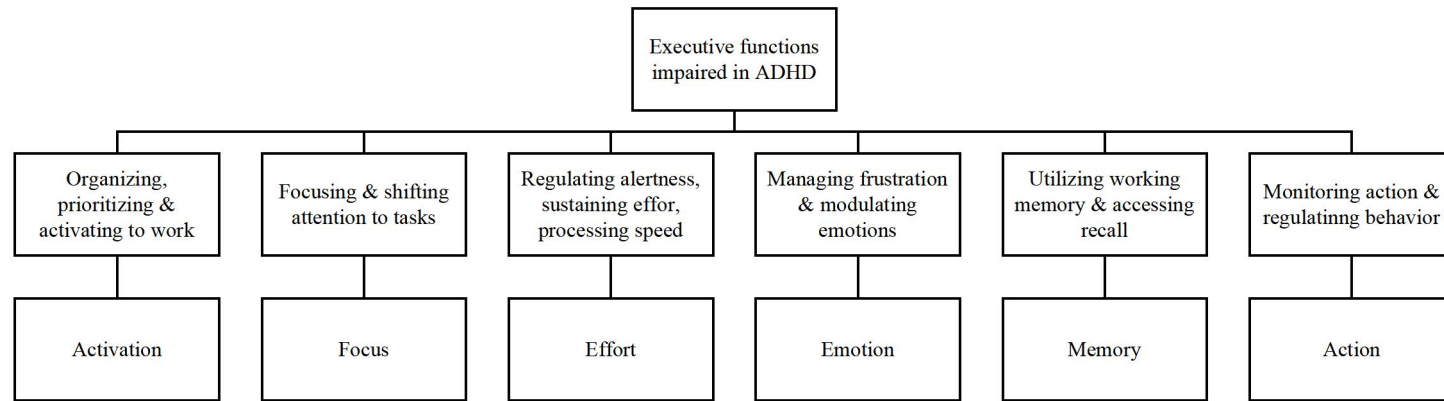 Executive functions
impaired in ADHD
Organizing,
prioritizing &
activating to work
Focusing & shifting
attention to tasks
Regulating alertness,
sustaining effor,
processing speed
Managing frustration
& modulating
emotions
Utilizing working
memory & accessing
recall
Monitoring action &
regulatinng behavior
Activation
Focus
Effort
Emotion
Memory
Action